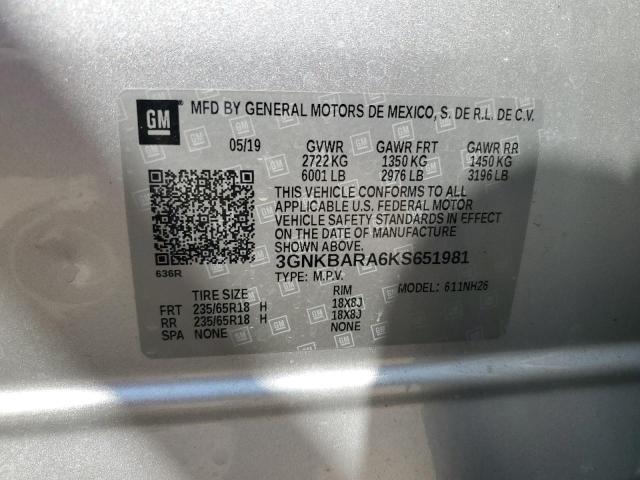 GM MFD BY GENERAL MOTORS DE MEXICO, S. DE R.L. DE C.V.
05/19 GVWR GAWR FRT GAWR RR
2722 KG 1350 KG 1450 KG
6001 LB 2976 LB 3196 LB
THIS VEHICLE CONFORMS TO ALL
APPLICABLE U.S. FEDERAL MOTOR
VEHICLE SAFETY STANDARDS IN EFFECT
ON THE DATE OF MANUFACTURE
SHOWN ABOVE.
636R
3GNKBARA6KS651981
TYPE: M.P.V. MODEL: 611NH26
TIRE SIZE RIM
FRT 235/65R18 H 18X8J
RR 235/65R18 H 18X8J
SPA NONE NONE